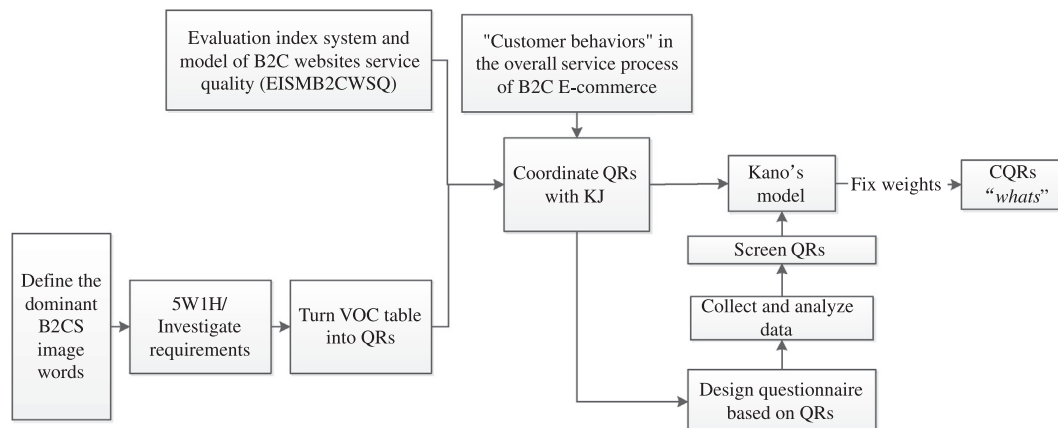 Evaluation index system and
model of B2C websites service
quality (EISMB2CWSQ)
"Customer behaviors" in
the overall service process
of B2C E-commerce
Coordinate QRs
with KJ
Kano's
model
Fix weights
CQRs
“whats”
Screen QRs
Define the
dominant
B2CS
image
words
5W1H/
Investigate
requirements
Turn VOC table
into QRs
Collect and analyze
data
Design questionnaire
based on QRs